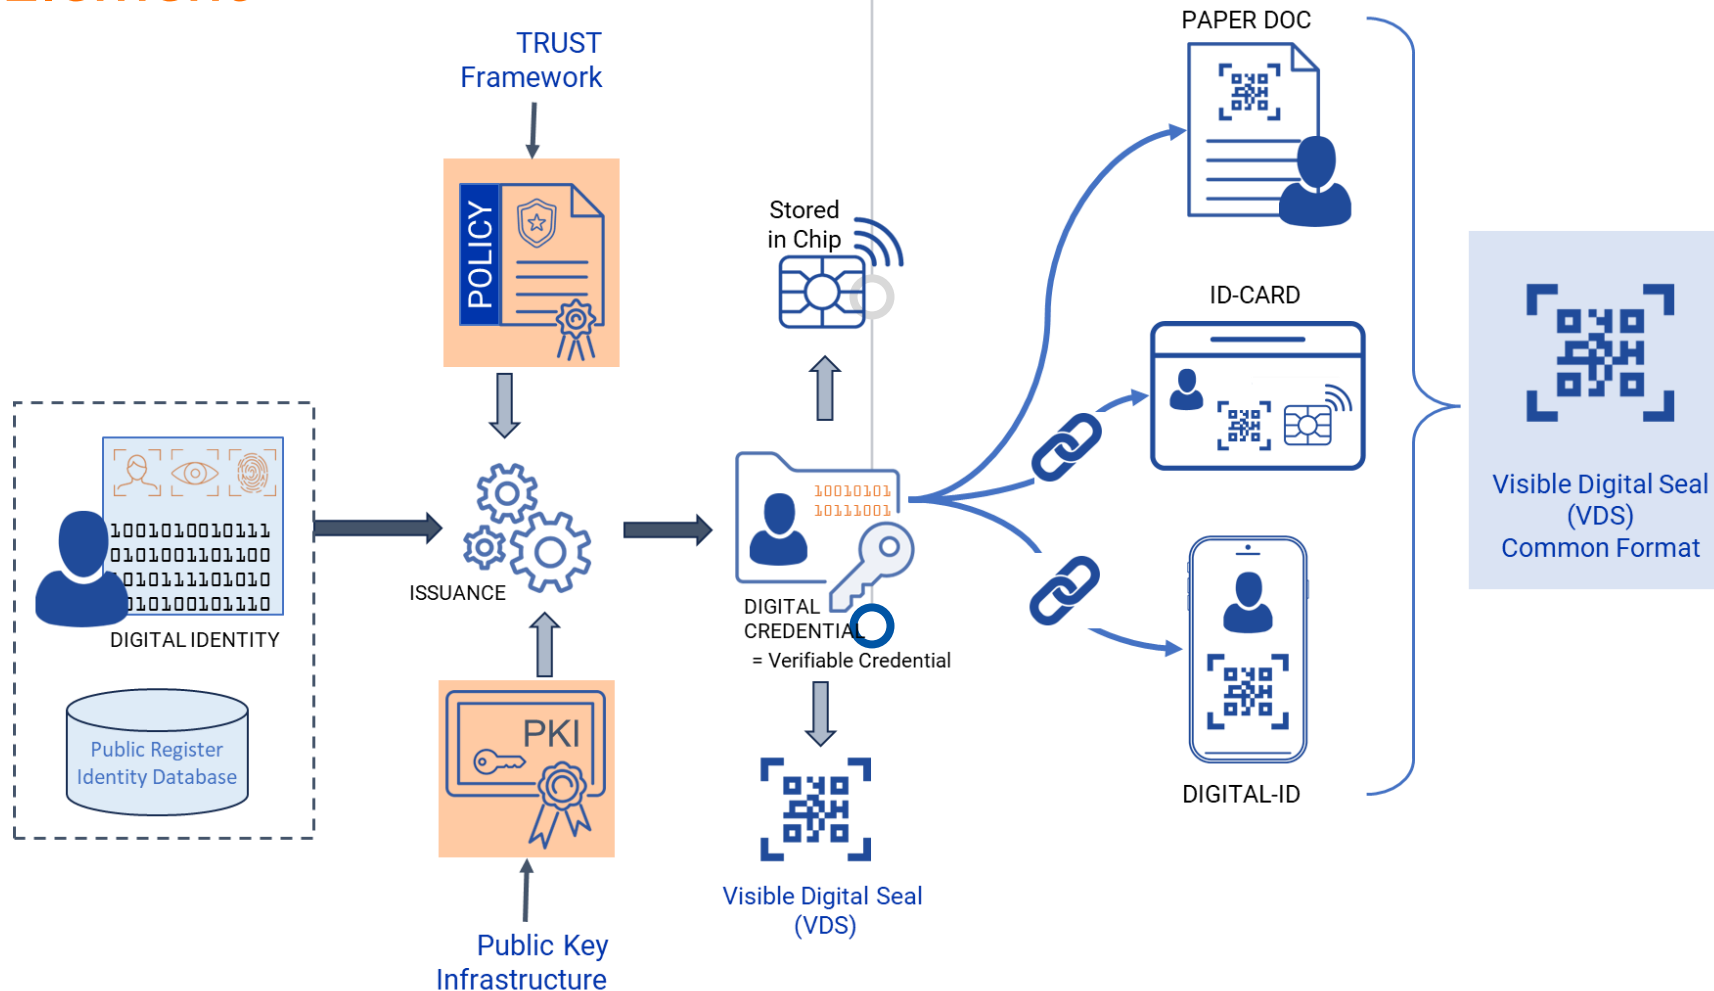 TRUST
Framework
POLICY
Stored
in Chip
PAPER DOC
ID-CARD
1001010010111
0101001101100
0101011101010
0101001011110
DIGITAL IDENTITY
Public Register
Identity Database
ISSUANCE
PKI
Public Key
Infrastructure
10010101
10111001
DIGITAL
CREDENTIAL
= Verifiable Credential
Visible Digital Seal
(VDS)
DIGITAL-ID
Visible Digital Seal
(VDS)
Common Format